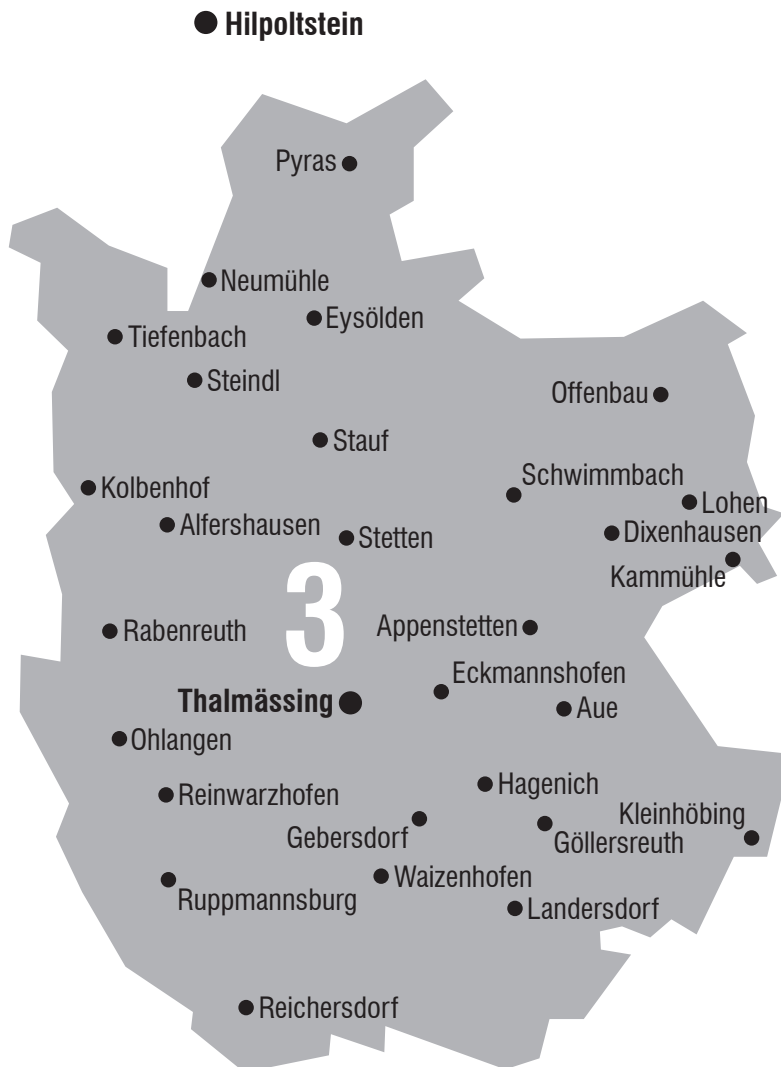 Hilpoltstein
Pyras
Neumühle
Eysölden
Tiefenbach
Steindl
Offenbau
Stauf
Schwimmbach
Kolbenhof
Lohen
Alfershausen
Dixenhausen
Stetten
Kammühle
3
Rabenreuth
Appenstetten
Eckmannshofen
Thalmässing
Aue
Ohlangen
Hagenich
Reinwarzhofen
Kleinhöbing
Gebersdorf
Göllersreuth
Waizenhofen
Ruppmannsburg
Landersdorf
Reichersdorf